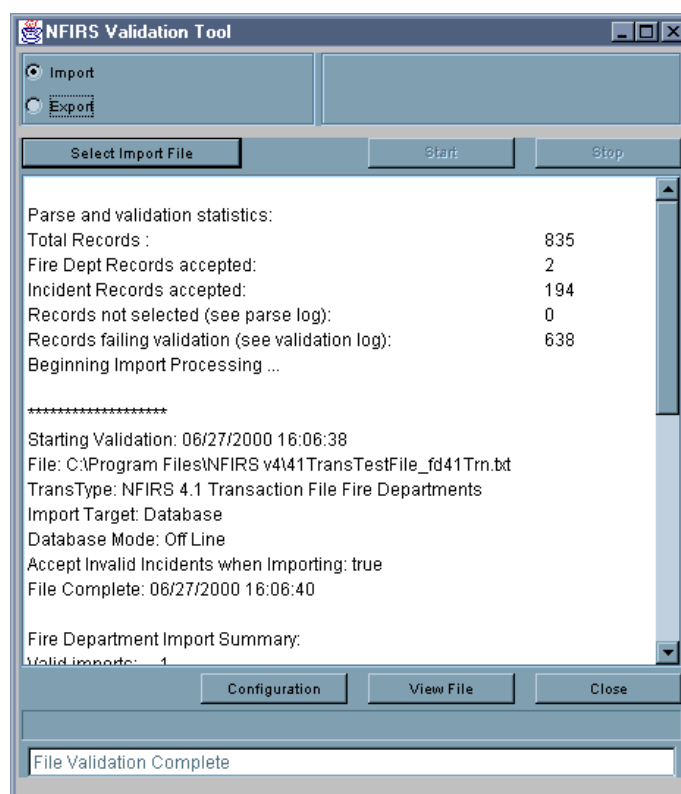 NFIRS Validation Tool
Import
Export
Select Import File Start Stop
Parse and validation statistics:
Total Records : 835
Fire Dept Records accepted: 2
Incident Records accepted: 194
Records not selected (see parse log): 0
Records failing validation (see validation log): 638
Beginning Import Processing ...
*******************
Starting Validation: 06/27/2000 16:06:38
File: C:\Program Files\NFIRS v4\41TransTestFile_fd41Trn.txt
TransType: NFIRS 4.1 Transaction File Fire Departments
Import Target: Database
Database Mode: Off Line
Accept Invalid Incidents when Importing: true
File Complete: 06/27/2000 16:06:40
Fire Department Import Summary:
Valid imports: 1
Configuration View File Close
File Validation Complete